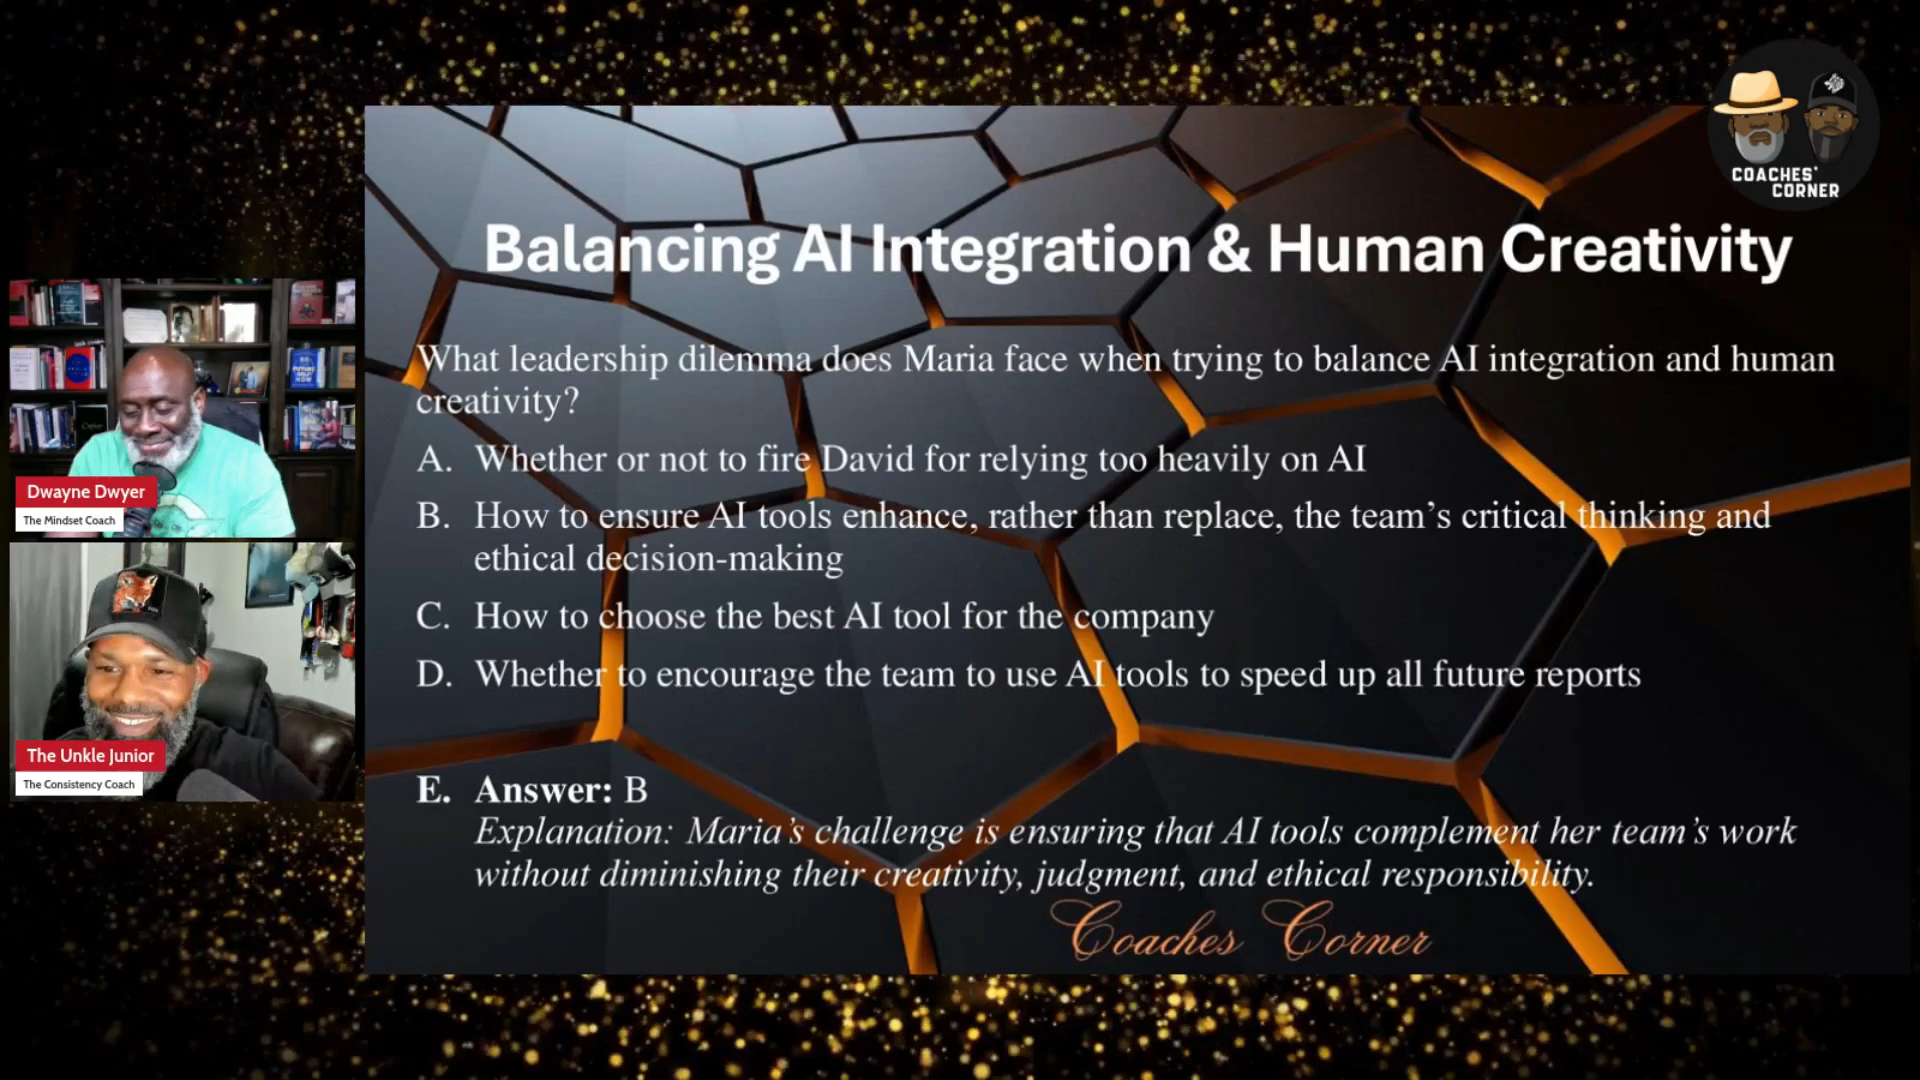 COACHES'
CORNER
Balancing AI Integration & Human Creativity
What leadership dilemma does Maria face when trying to balance AI integration and human
creativity?
A. Whether or not to fire David for relying too heavily on AI
B. How to ensure AI tools enhance, rather than replace, the team’s critical thinking and
ethical decision-making
C. How to choose the best AI tool for the company
D. Whether to encourage the team to use AI tools to speed up all future reports
E. Answer: B
Explanation: Maria’s challenge is ensuring that AI tools complement her team’s work
without diminishing their creativity, judgment, and ethical responsibility.
Coaches Corner
Dwayne Dwyer
The Mindset Coach
The Unkle Junior
The Consistency Coach